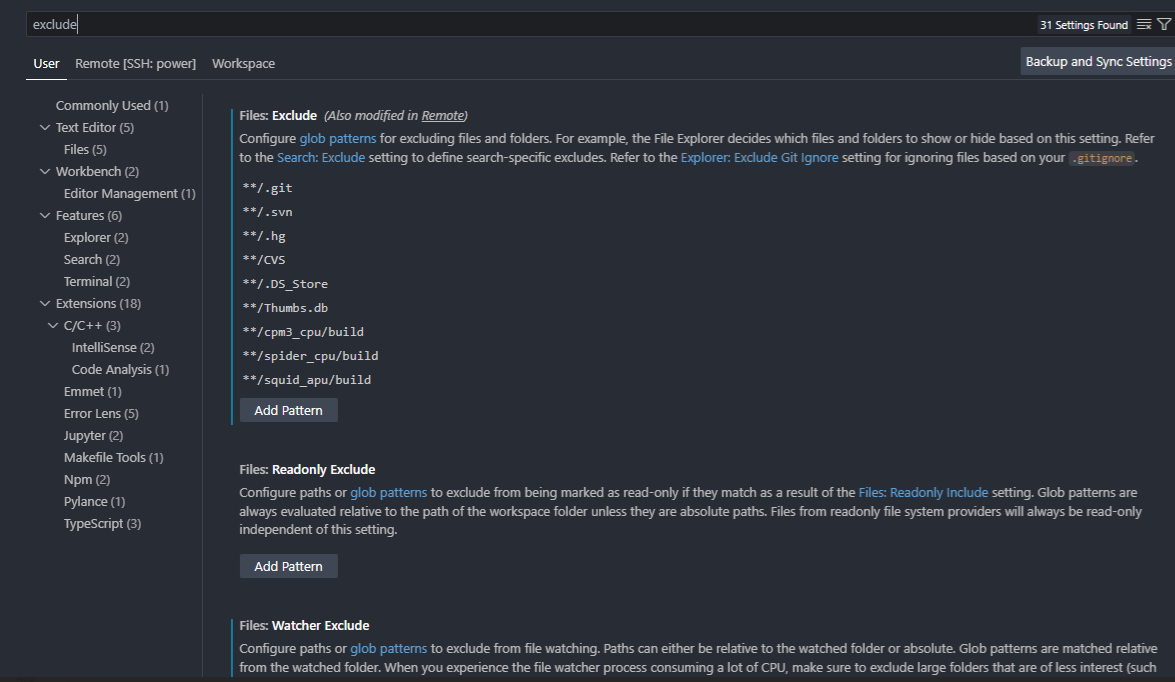 exclude
31 Settings Found
User
Remote [SSH: power]
Workspace
Backup and Sync Settings
Commonly Used (1)
Text Editor (5)
Files (5)
Workbench (2)
Editor Management (1)
Features (6)
Explorer (2)
Search (2)
Terminal (2)
Extensions (18)
C/C++ (3)
IntelliSense (2)
Code Analysis (1)
Emmet (1)
Error Lens (5)
Jupyter (2)
Makefile Tools (1)
Npm (2)
Pylance (1)
TypeScript (3)
Files: Exclude (Also modified in Remote)
Configure glob patterns for excluding files and folders. For example, the File Explorer decides which files and folders to show or hide based on this setting. Refer
to the Search: Exclude setting to define search-specific excludes. Refer to the Explorer: Exclude Git Ignore setting for ignoring files based on your .gitignore.
**/.git
**/.svn
**/.hg
**/CVS
**/.DS_Store
**/Thumbs.db
**/cpm3_cpu/build
**/spider_cpu/build
**/squid_apu/build
Add Pattern
Files: Readonly Exclude
Configure paths or glob patterns to exclude from being marked as read-only if they match as a result of the Files: Readonly Include setting. Glob patterns are
always evaluated relative to the path of the workspace folder unless they are absolute paths. Files from readonly file system providers will always be read-only
independent of this setting.
Add Pattern
Files: Watcher Exclude
Configure paths or glob patterns to exclude from file watching. Paths can either be relative to the watched folder or absolute. Glob patterns are matched relative
from the watched folder. When you experience the file watcher process consuming a lot of CPU, make sure to exclude large folders that are of less interest (such